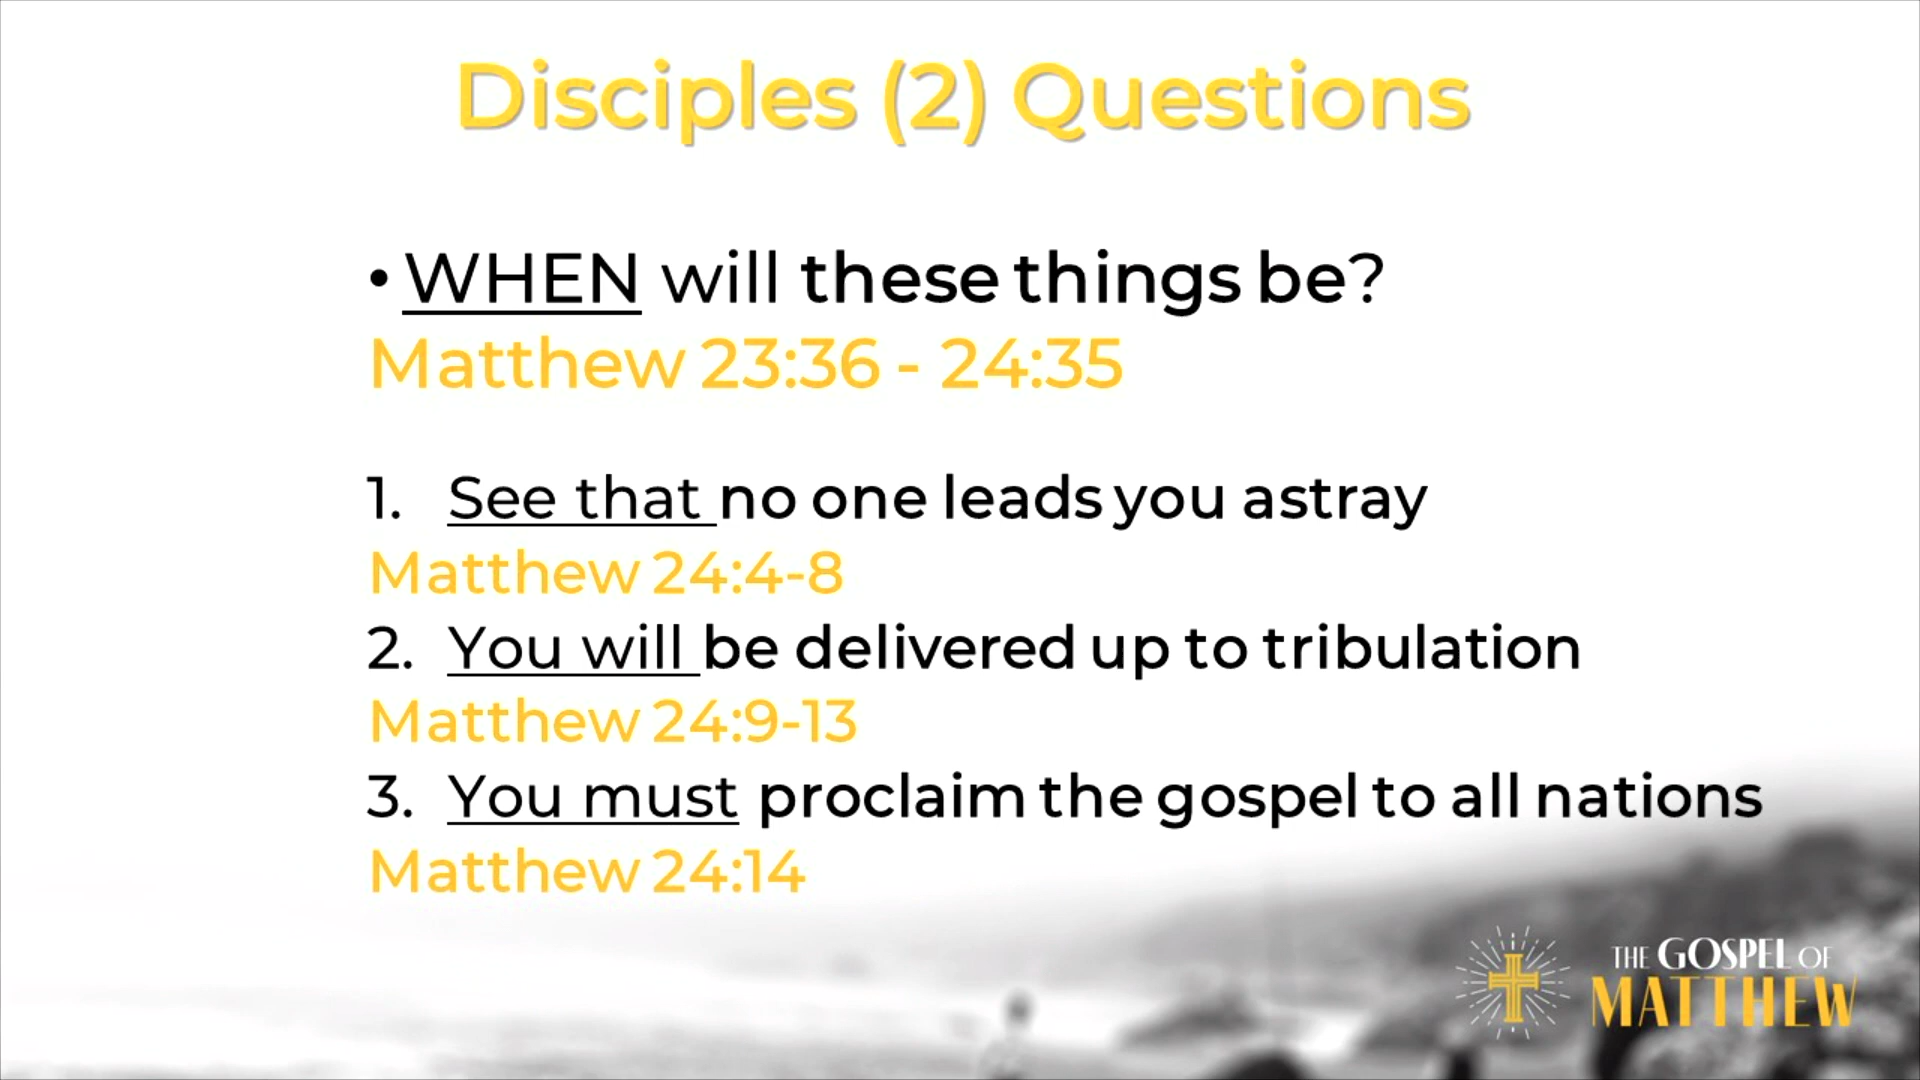 Disciples (2) Questions
• WHEN will these things be?
Matthew 23:36 - 24:35
1. See that no one leads you astray
Matthew 24:4-8
2. You will be delivered up to tribulation
Matthew 24:9-13
3. You must proclaim the gospel to all nations
Matthew 24:14
THE GOSPEL OF
MATTHEW